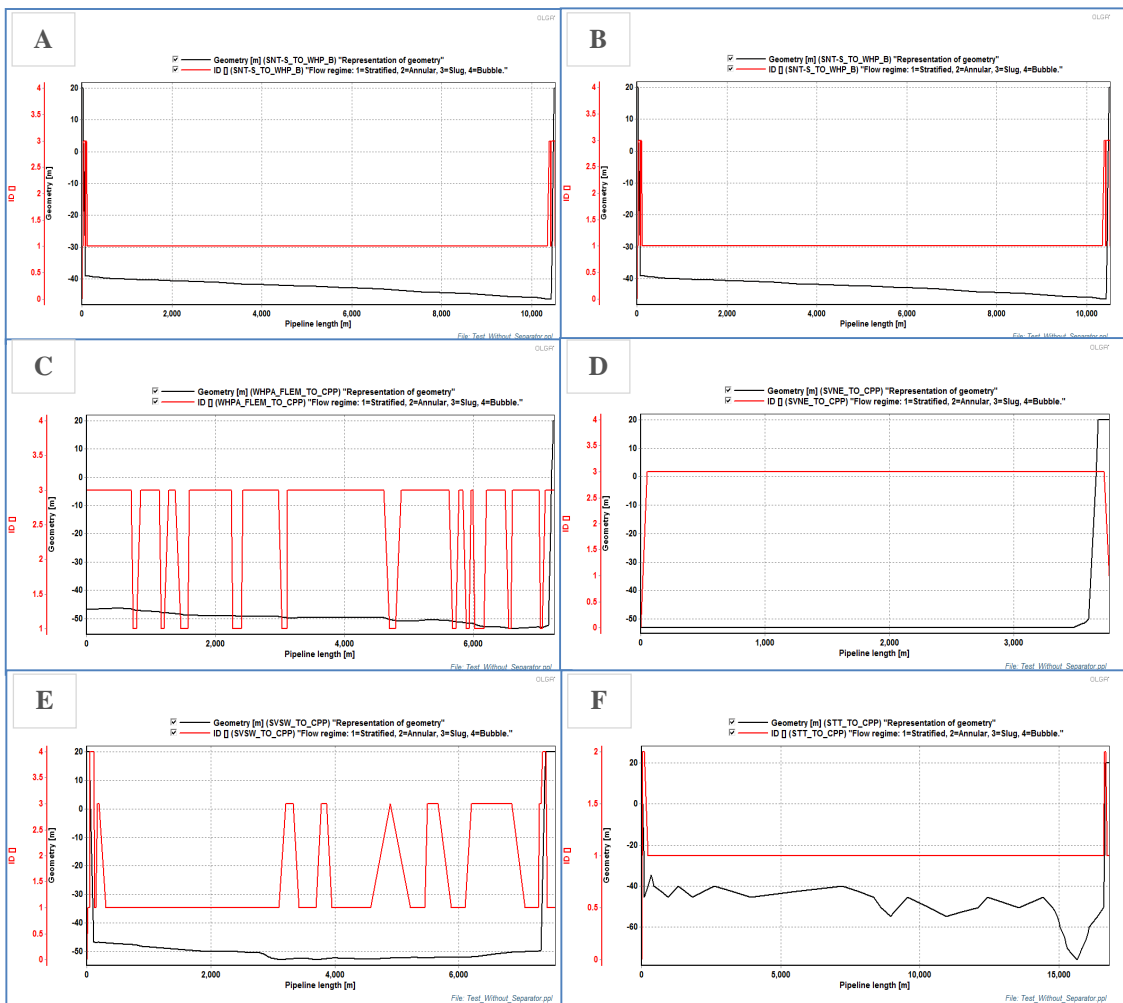 A
OLGA
Geometry [m] (SNT-S_TO_WHP_B) "Representation of geometry"
ID [] (SNT-S_TO_WHP_B) "Flow regime: 1=Stratified, 2=Annular, 3=Slug, 4=Bubble."
4
3.5
3
2.5
2
1.5
1
0.5
0
ID []
20
10
0
-10
-20
-30
-40
Geometry [m]
0 2,000 4,000 6,000 8,000 10,000
Pipeline length [m]
File: Test_Without_Separator.ppl
B
OLGA
Geometry [m] (SNT-S_TO_WHP_B) "Representation of geometry"
ID [] (SNT-S_TO_WHP_B) "Flow regime: 1=Stratified, 2=Annular, 3=Slug, 4=Bubble."
4
3.5
3
2.5
2
1.5
1
0.5
0
ID []
20
10
0
-10
-20
-30
-40
Geometry [m]
0 2,000 4,000 6,000 8,000 10,000
Pipeline length [m]
File: Test_Without_Separator.ppl
C
OLGA
Geometry [m] (WHPA_FLEM_TO_CPP) "Representation of geometry"
ID [] (WHPA_FLEM_TO_CPP) "Flow regime: 1=Stratified, 2=Annular, 3=Slug, 4=Bubble."
4
3.5
3
2.5
2
1.5
1
ID []
20
10
0
-10
-20
-30
-40
-50
Geometry [m]
0 2,000 4,000 6,000
Pipeline length [m]
File: Test_Without_Separator.ppl
D
OLGA
Geometry [m] (SVNE_TO_CPP) "Representation of geometry"
ID [] (SVNE_TO_CPP) "Flow regime: 1=Stratified, 2=Annular, 3=Slug, 4=Bubble."
4
3.5
3
2.5
2
1.5
1
0.5
0
ID []
20
10
0
-10
-20
-30
-40
-50
Geometry [m]
0 1,000 2,000 3,000
Pipeline length [m]
File: Test_Without_Separator.ppl
E
OLGA
Geometry [m] (SVSW_TO_CPP) "Representation of geometry"
ID [] (SVSW_TO_CPP) "Flow regime: 1=Stratified, 2=Annular, 3=Slug, 4=Bubble."
4
3.5
3
2.5
2
1.5
1
0.5
0
ID []
20
10
0
-10
-20
-30
-40
-50
Geometry [m]
0 2,000 4,000 6,000
Pipeline length [m]
File: Test_Without_Separator.ppl
F
OLGA
Geometry [m] (STT_TO_CPP) "Representation of geometry"
ID [] (STT_TO_CPP) "Flow regime: 1=Stratified, 2=Annular, 3=Slug, 4=Bubble."
2
1.5
1
0.5
0
ID []
20
0
-20
-40
-60
Geometry [m]
0 5,000 10,000 15,000
Pipeline length [m]
File: Test_Without_Separator.ppl